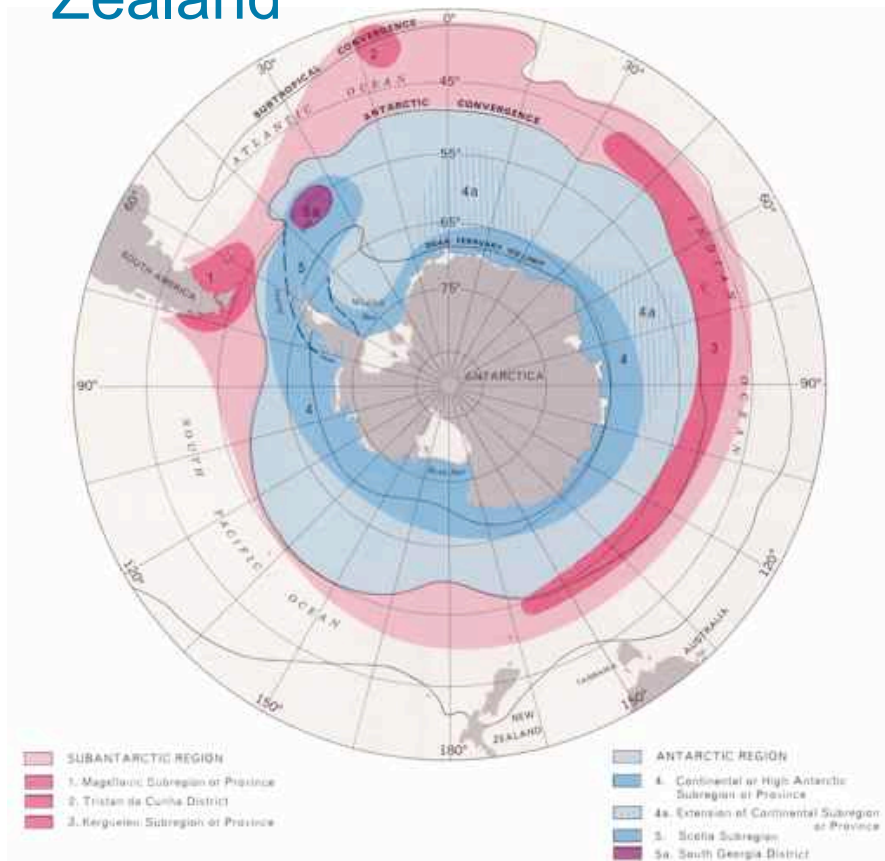 Zealand
0°
SUBTROPICAL CONVERGENCE
2
30°
30°
ATLANTIC OCEAN
45°
ANTARCTIC CONVERGENCE
55°
4a
60°
60°
65°
5a
SOUTH AMERICA
1
5
75°
INDIAN
OCEAN
4a
3
4
ANTARCTICA
90°
90°
4
SOUTH
PACIFIC
OCEAN
120°
120°
AUSTRALIA
TASMANIA
150°
150°
NEW
ZEALAND
180°
SUBANTARCTIC REGION
1. Magellanic Subregion or Province
2. Tristan da Cunha District
3. Kerguelen Subregion or Province
ANTARCTIC REGION
4. Continental or High Antarctic
Subregion or Province
4a. Extension of Continental Subregion
or Province
5. Scotia Subregion
5a. South Georgia District